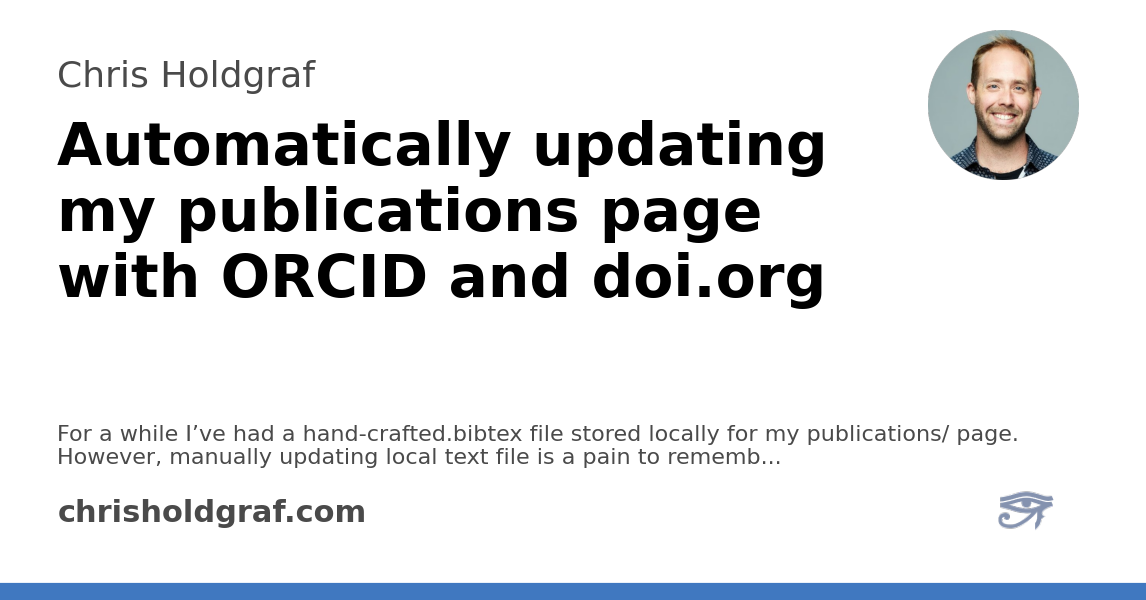 Chris Holdgraf
Automatically updating
my publications page
with ORCID and doi.org
For a while I’ve had a hand-crafted.bibtex file stored locally for my publications/ page.
However, manually updating local text file is a pain to rememb...
chrisholdgraf.com